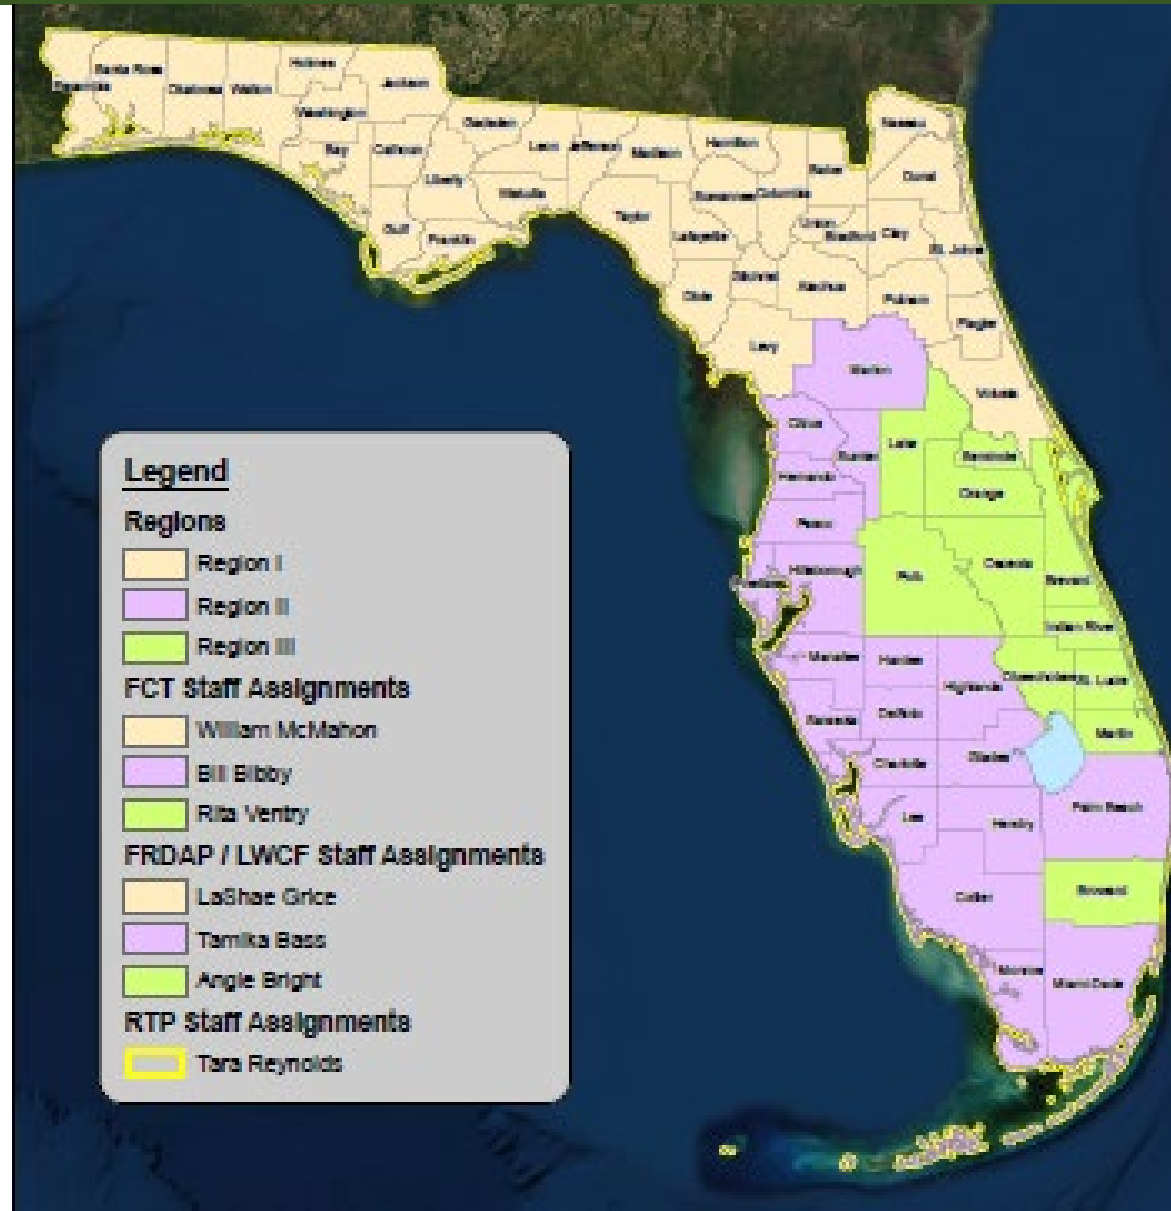 Santa Rosa
Escambia
Okaloosa
Walton
Holmes
Jackson
Washington
Bay
Calhoun
Gadsden
Liberty
Leon
Jefferson
Madison
Hamilton
Wakulla
Gulf
Franklin
Taylor
Lafayette
Suwannee
Columbia
Baker
Nassau
Duval
Union
Bradford
Clay
St. Johns
Dixie
Gilchrist
Alachua
Putnam
Flagler
Levy
Marion
Volusia
Citrus
Sumter
Lake
Seminole
Hernando
Orange
Pasco
Pinellas
Hillsborough
Polk
Osceola
Brevard
Indian River
Manatee
Hardee
Highlands
Okeechobee
St. Lucie
Sarasota
DeSoto
Martin
Charlotte
Glades
Lee
Hendry
Palm Beach
Collier
Broward
Monroe
Miami-Dade
Legend
Regions
Region I
Region II
Region III
FCT Staff Assignments
William McMahon
Bill Bibby
Rita Ventry
FRDAP / LWCF Staff Assignments
LaShae Grice
Tamika Bass
Angie Bright
RTP Staff Assignments
Tara Reynolds